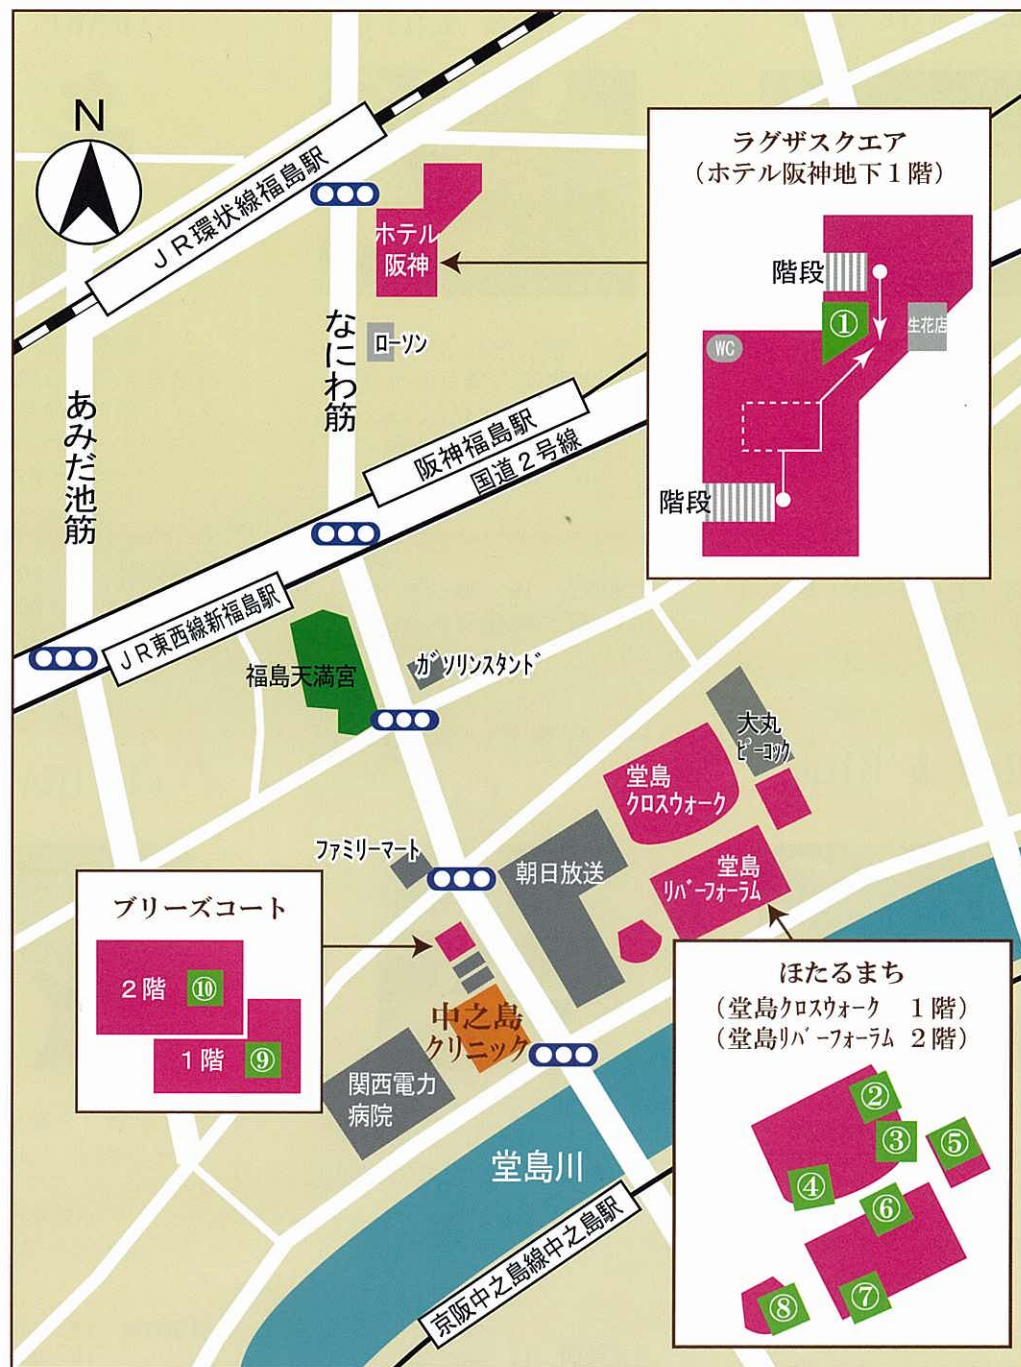 N
JR環状線福島駅
ホテル
阪神
ラグザスクエア
(ホテル阪神地下1階)
階段
①
生花店
WC
階段
ローソン
なにわ筋
あみだ池筋
阪神福島駅
国道2号線
JR東西線新福島駅
福島天満宮
ガソリンスタンド
大丸
ピーコック
堂島
クロスウォーク
ファミリーマート
朝日放送
堂島
リバーフォーラム
ブリーズコート
2階 ⑩
1階 ⑨
中之島
クリニック
関西電力
病院
ほたるまち
(堂島クロスウォーク 1階)
(堂島リバーフォーラム 2階)
②
③
⑤
④
⑥
⑦
⑧
堂島川
京阪中之島線中之島駅